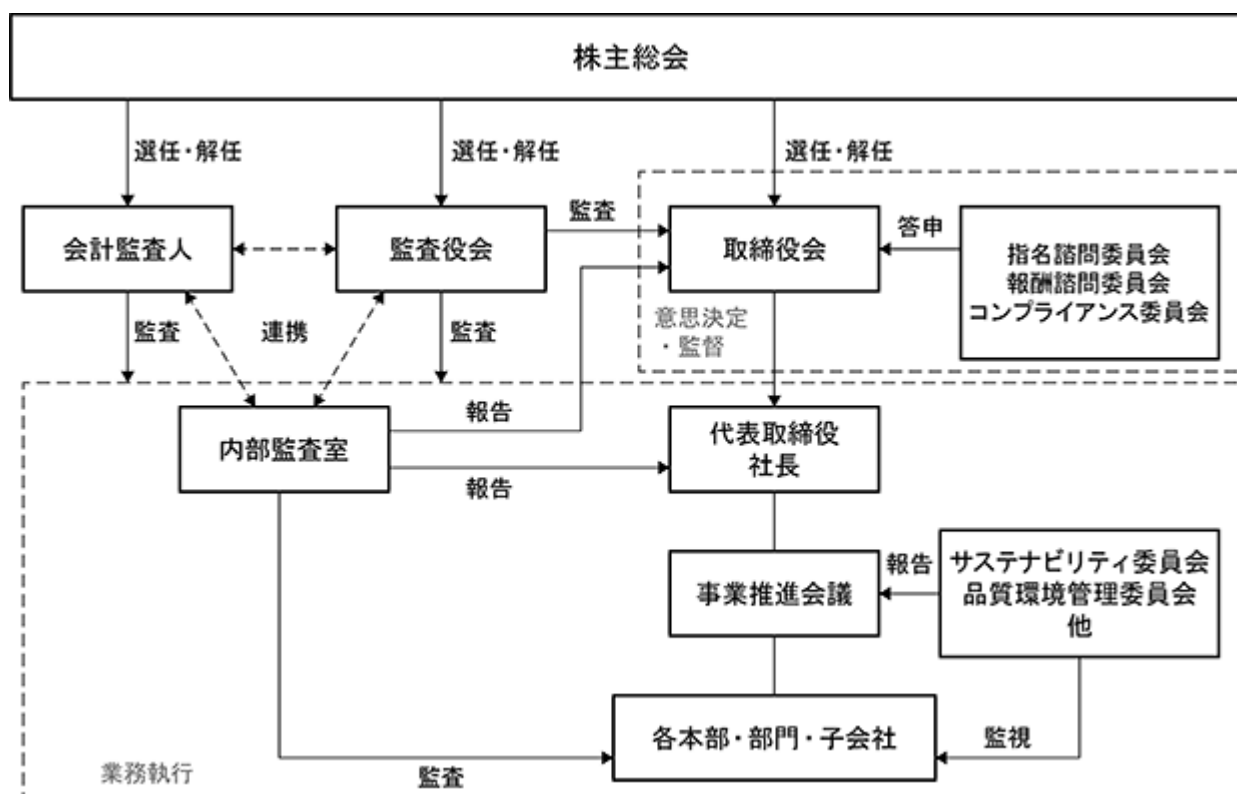 株主総会
選任・解任
選任・解任
選任・解任
会計監査人
監査役会
監査
取締役会
答申
指名諮問委員会
報酬諮問委員会
コンプライアンス委員会
監査
連携
監査
意思決定
・監督
内部監査室
報告
報告
代表取締役
社長
事業推進会議
報告
サステナビリティ委員会
品質環境管理委員会
他
各本部・部門・子会社
監視
業務執行
監査